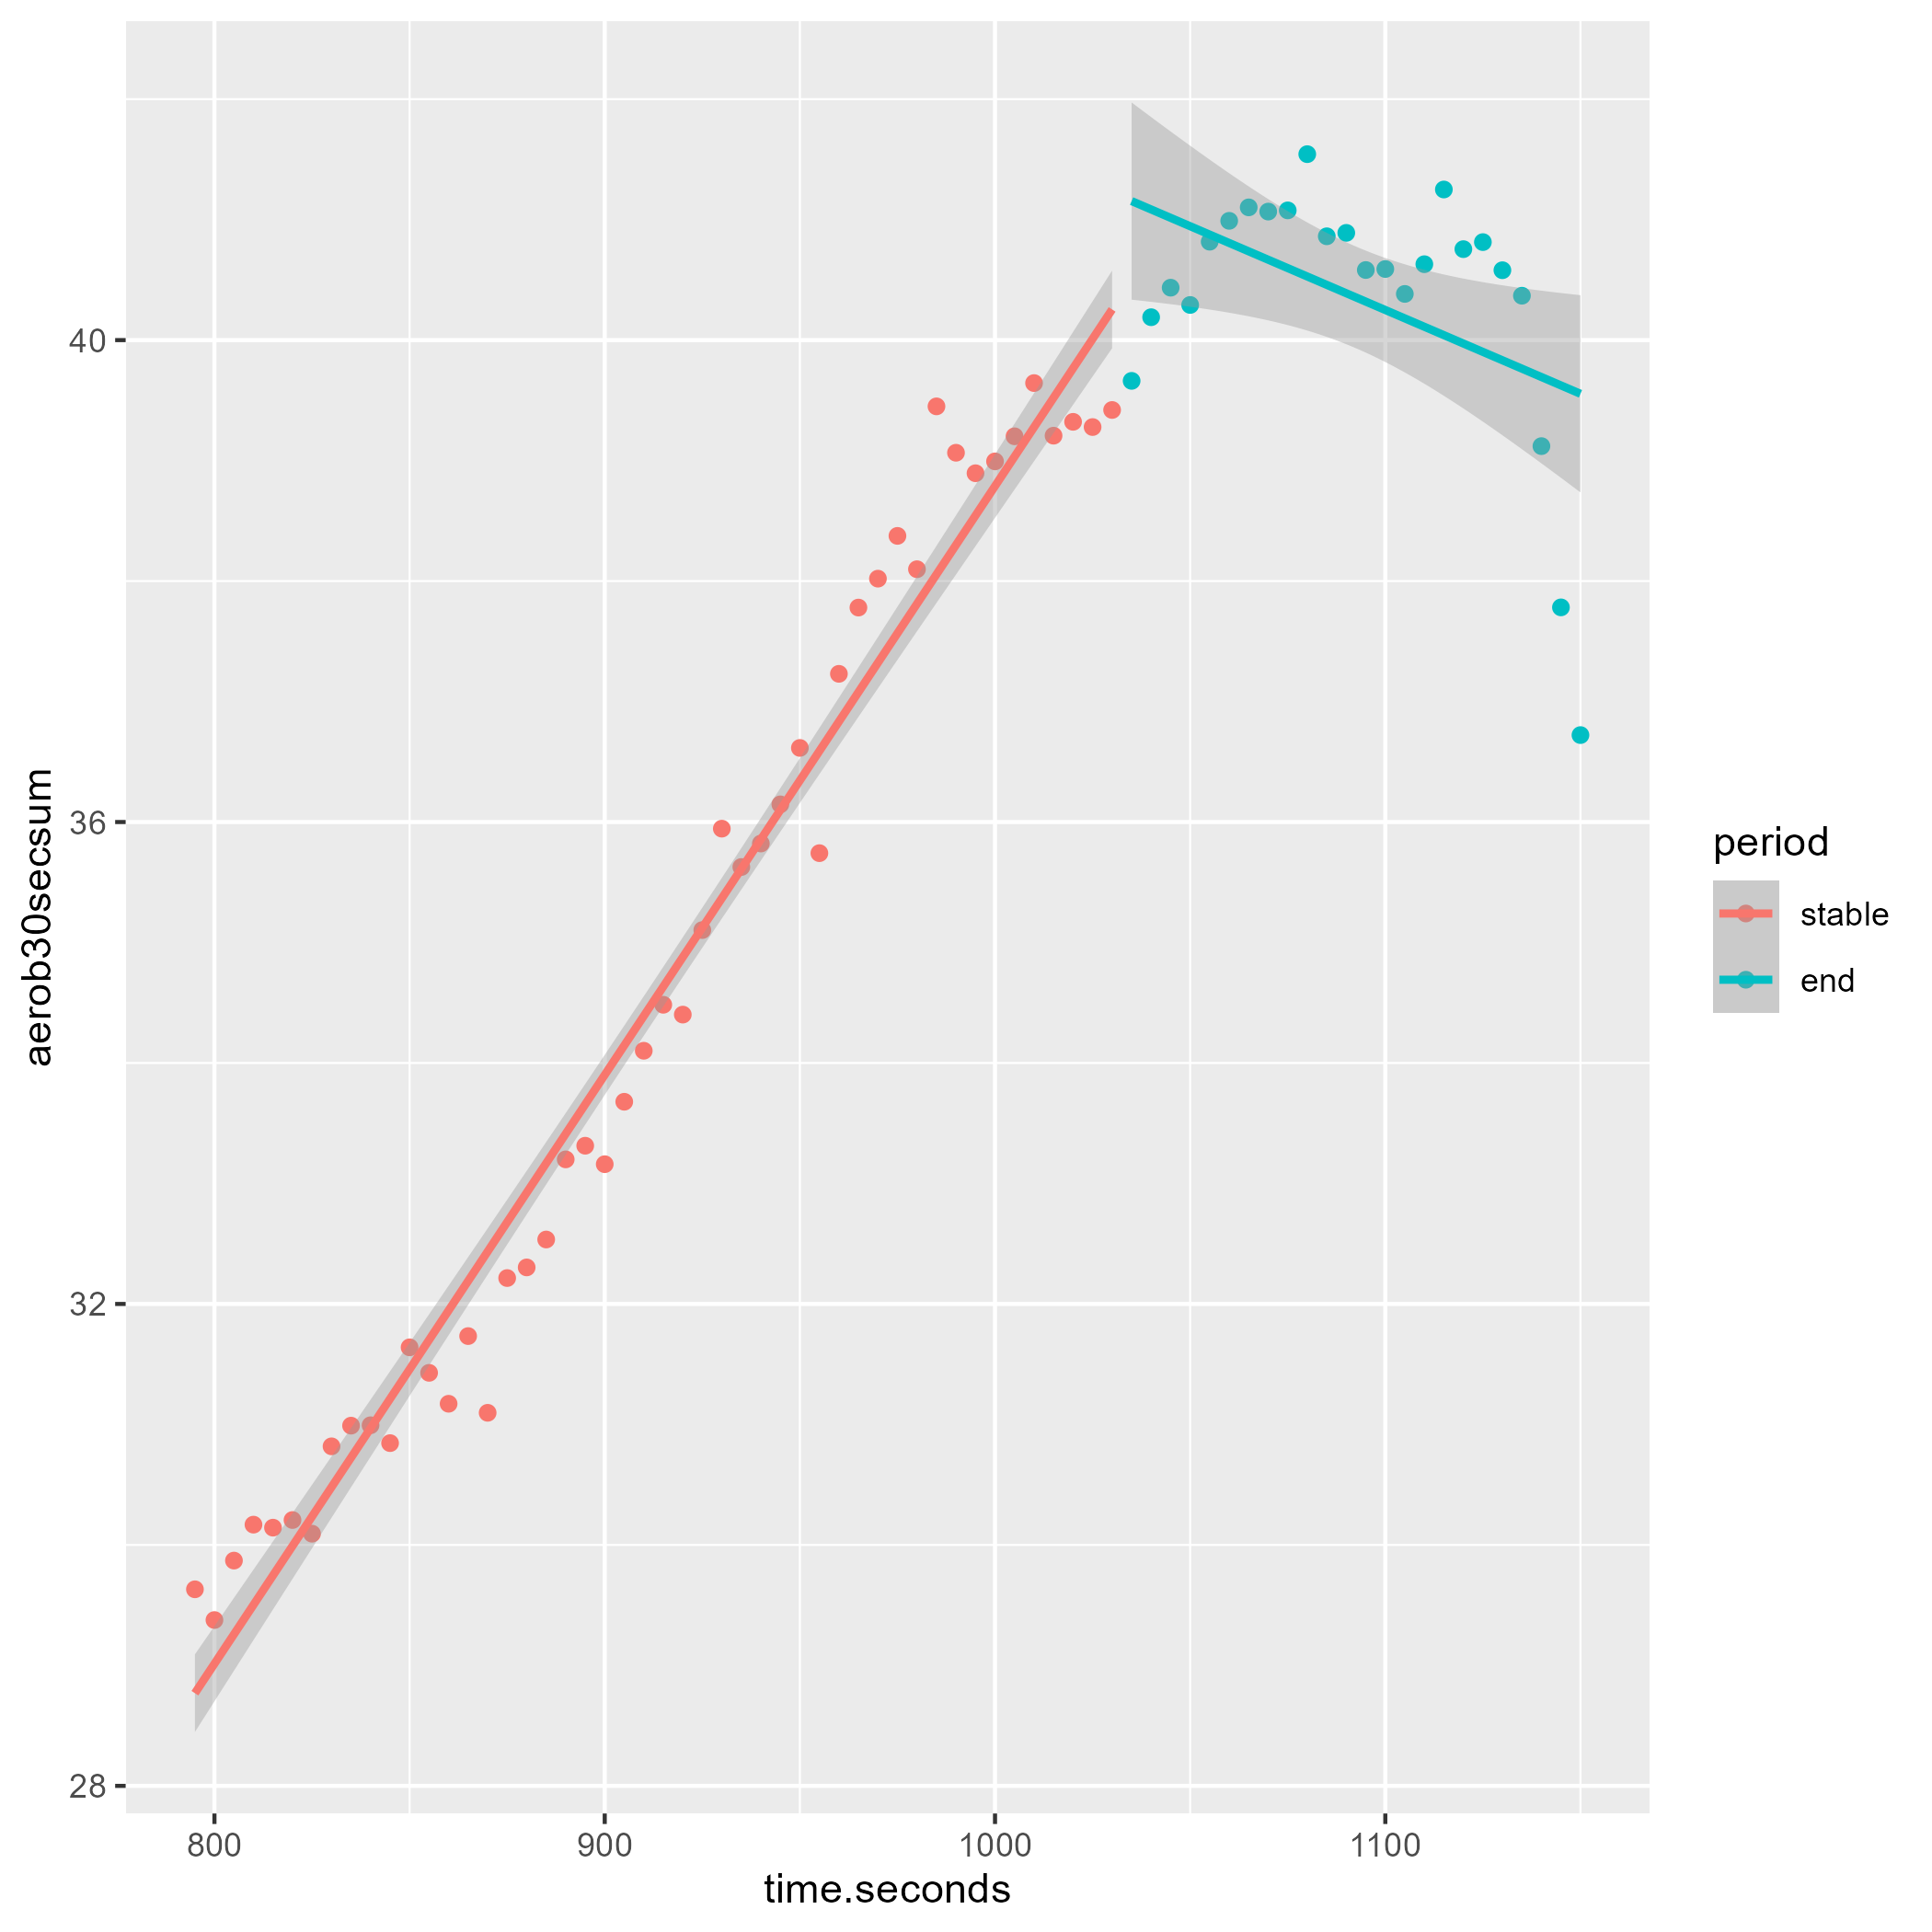 aerob30secsum
40
36
32
28
800 900 1000 1100
time.seconds
period
stable
end